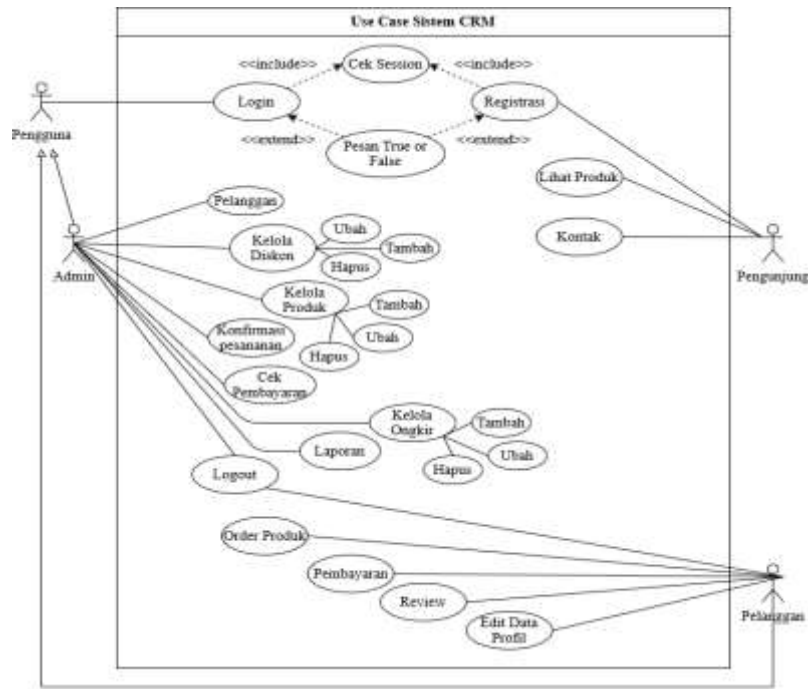 Use Case Sistem CRM
<<include>>
Cek Session
<<include>>
Login
Registrasi
Pengguna
<<extend>>
Pesan True or
False
<<extend>>
Lihat Produk
Pelanggan
Kontak
Pengunjung
Admin
Kelola
Diskon
Ubah
Tambah
Hapus
Kelola
Produk
Tambah
Ubah
Hapus
Konfirmasi
pesananan
Cek
Pembayaran
Kelola
Ongkir
Tambah
Ubah
Hapus
Laporan
Logout
Order Produk
Pembayaran
Review
Edit Data
Profil
Pelanggan